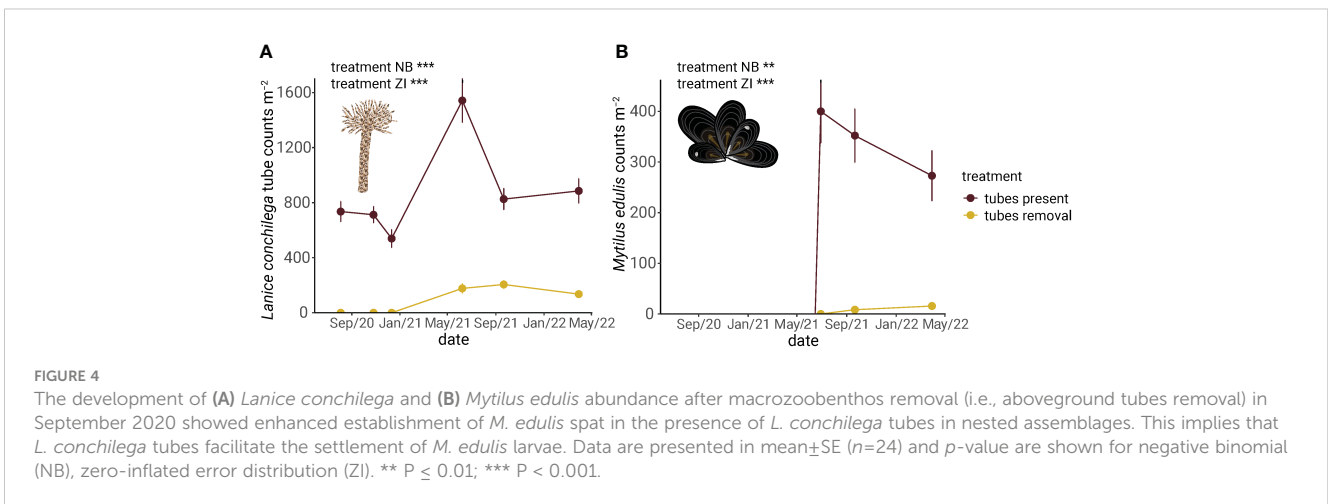 A
treatment NB ***
treatment ZI ***
Lanice conchilega tube counts m⁻²
1600
1200
800
400
0
Sep/20 Jan/21 May/21 Sep/21 Jan/22 May/22
date
B
treatment NB **
treatment ZI ***
Mytilus edulis counts m⁻²
400
300
200
100
0
Sep/20 Jan/21 May/21 Sep/21 Jan/22 May/22
date
treatment
tubes present
tubes removal
FIGURE 4
The development of (A) Lanice conchilega and (B) Mytilus edulis abundance after macrozoobenthos removal (i.e., aboveground tubes removal) in
September 2020 showed enhanced establishment of M. edulis spat in the presence of L. conchilega tubes in nested assemblages. This implies that
L. conchilega tubes facilitate the settlement of M. edulis larvae. Data are presented in mean±SE (n=24) and p-value are shown for negative binomial
(NB), zero-inflated error distribution (ZI). ** P ≤ 0.01; *** P < 0.001.